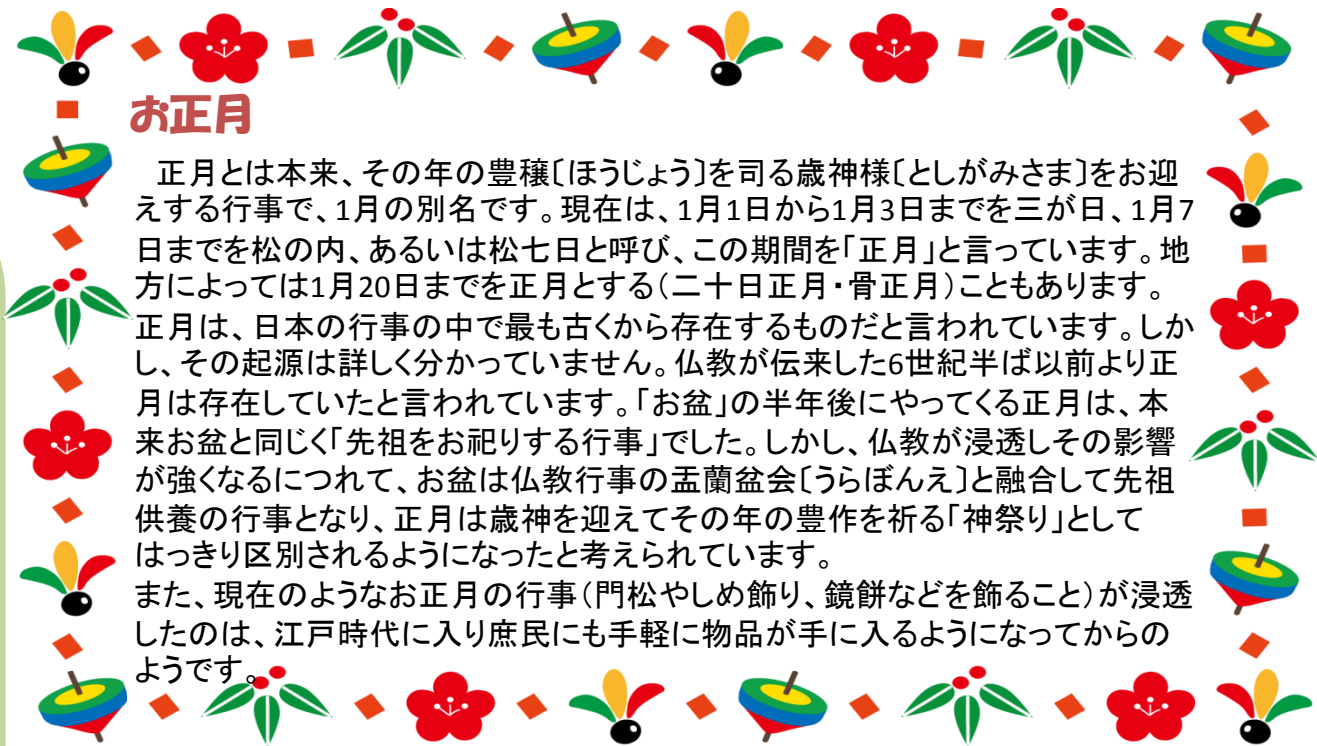 お正月
正月とは本来、その年の豊穣〔ほうじょう〕を司る歳神様〔としがみさま〕をお迎
えする行事で、1月の別名です。現在は、1月1日から1月3日までを三が日、1月7
日までを松の内、あるいは松七日と呼び、この期間を「正月」と言っています。地
方によっては1月20日までを正月とする（二十日正月・骨正月）こともあります。
正月は、日本の行事の中で最も古くから存在するものだと言われています。しか
し、その起源は詳しく分かっていません。仏教が伝来した6世紀半ば以前より正
月は存在していたと言われています。「お盆」の半年後にやってくる正月は、本
来お盆と同じく「先祖をお祀りする行事」でした。しかし、仏教が浸透しその影響
が強くなるにつれて、お盆は仏教行事の盂蘭盆会〔うらぼんえ〕と融合して先祖
供養の行事となり、正月は歳神を迎えてその年の豊作を祈る「神祭り」として
はっきり区別されるようになったと考えられています。
また、現在のようなお正月の行事（門松やしめ飾り、鏡餅などを飾ること）が浸透
したのは、江戸時代に入り庶民にも手軽に物品が手に入るようになってからの
ようです。